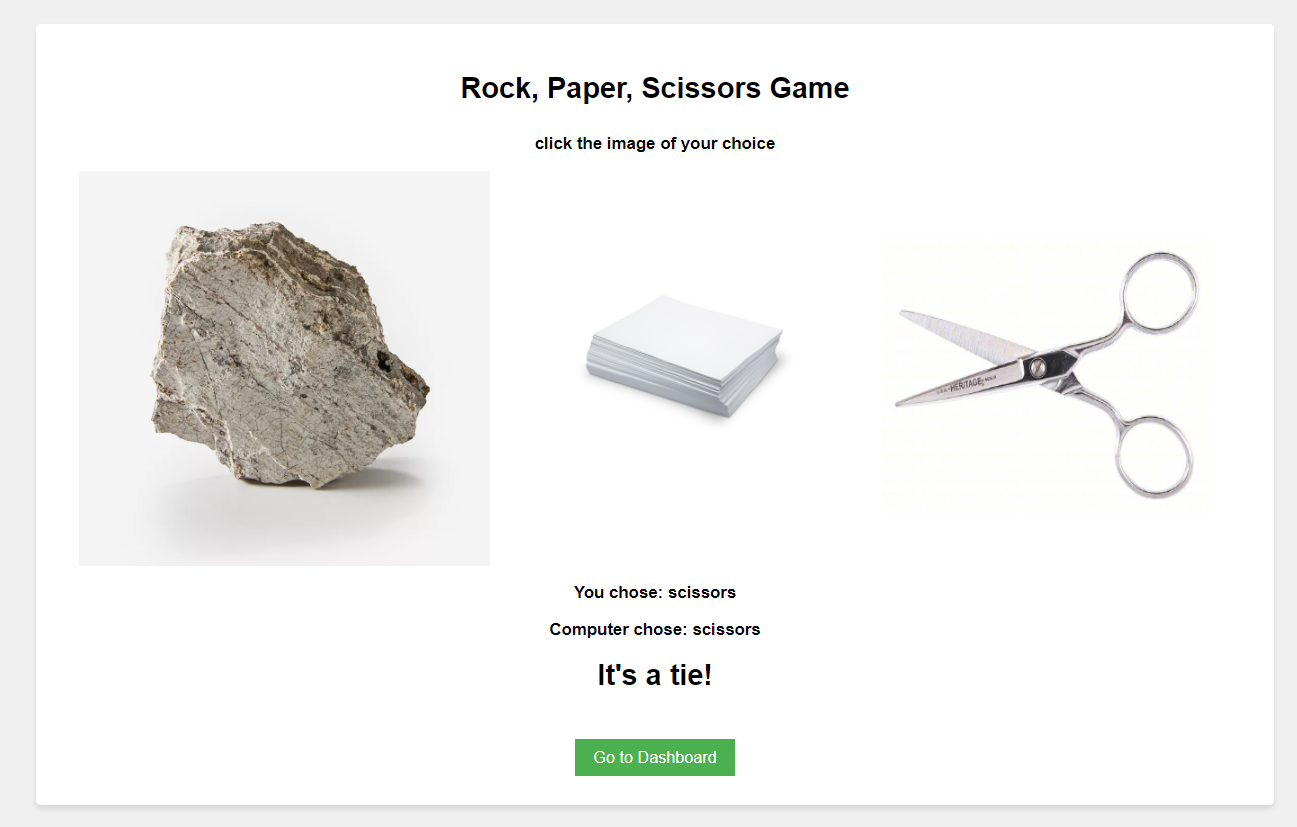 Rock, Paper, Scissors Game
click the image of your choice
HERITAGE
You chose: scissors
Computer chose: scissors
It's a tie!
Go to Dashboard